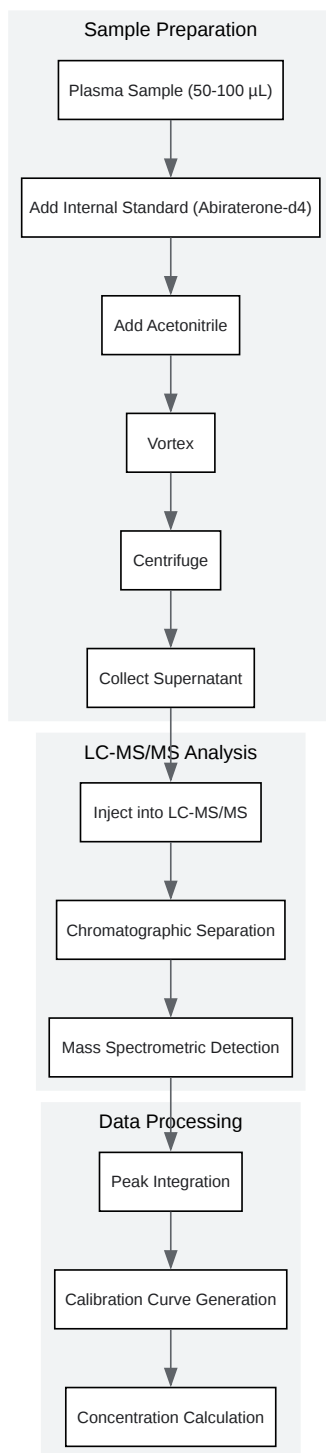 Sample Preparation
Plasma Sample (50-100 µL)
Add Internal Standard (Abiraterone-d4)
Add Acetonitrile
Vortex
Centrifuge
Collect Supernatant
LC-MS/MS Analysis
Inject into LC-MS/MS
Chromatographic Separation
Mass Spectrometric Detection
Data Processing
Peak Integration
Calibration Curve Generation
Concentration Calculation